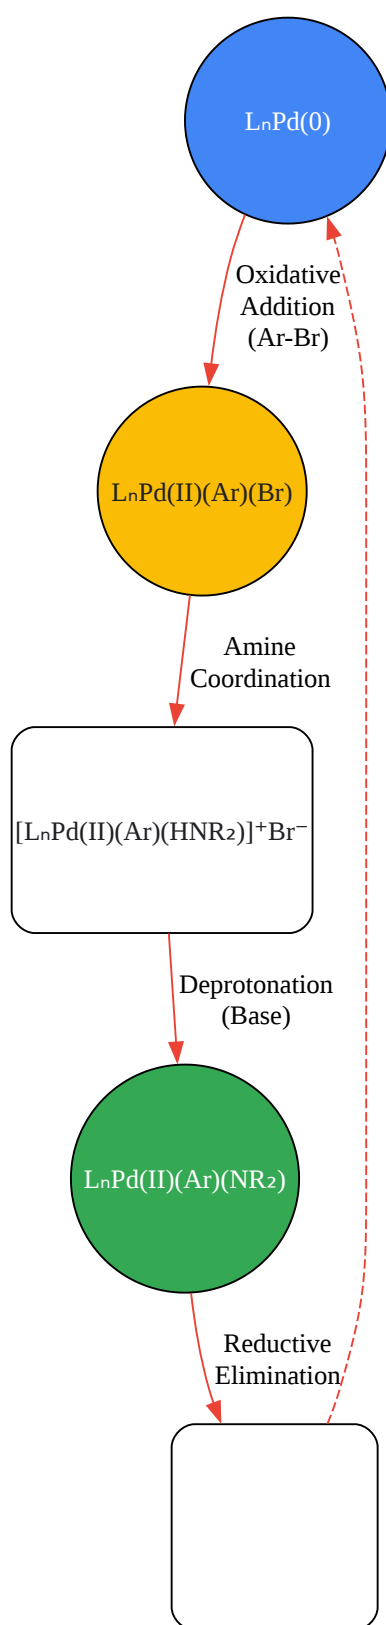 LₙPd(0)
Oxidative
Addition
(Ar-Br)
LₙPd(II)(Ar)(Br)
Amine
Coordination
[LₙPd(II)(Ar)(HNR₂)]⁺Br⁻
Deprotonation
(Base)
LₙPd(II)(Ar)(NR₂)
Reductive
Elimination